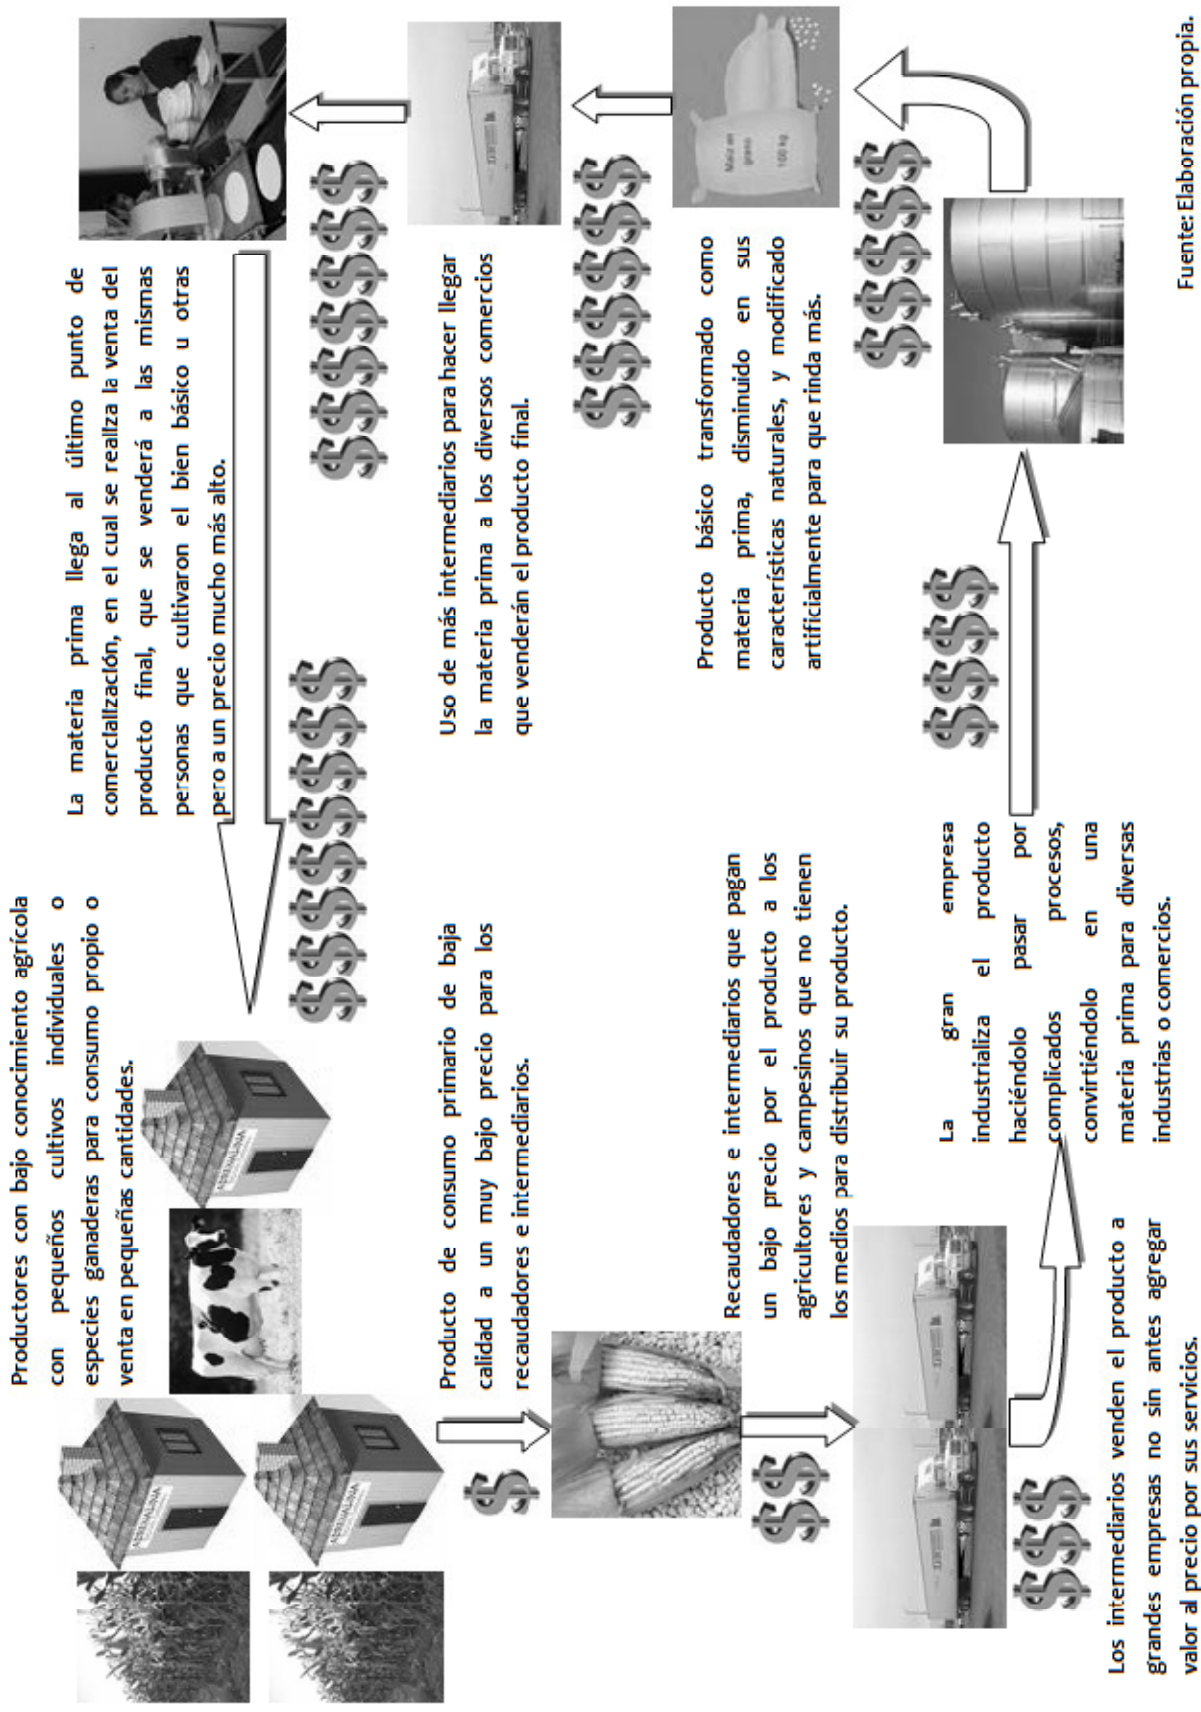 Productores con bajo conocimiento agrícola
con pequeños cultivos individuales o
especies ganaderas para consumo propio o
venta en pequeñas cantidades.
La materia prima llega al último punto de
comercialización, en el cual se realiza la venta del
producto final, que se venderá a las mismas
personas que cultivaron el bien básico u otras
pero a un precio mucho más alto.
Producto de consumo primario de baja
calidad a un muy bajo precio para los
recaudadores e intermediarios.
Uso de más intermediarios para hacer llegar
la materia prima a los diversos comercios
que venderán el producto final.
Recaudadores e intermediarios que pagan
un bajo precio por el producto a los
agricultores y campesinos que no tienen
los medios para distribuir su producto.
Producto básico transformado como
materia prima, disminuido en sus
características naturales, y modificado
artificialmente para que rinda más.
Maíz en
grano
100 kg
Los intermediarios venden el producto a
grandes empresas no sin antes agregar
valor al precio por sus servicios.
La gran empresa
industrializa el producto
haciéndolo pasar por
complicados procesos,
convirtiéndolo en una
materia prima para diversas
industrias o comercios.
Fuente: Elaboración propia.
$
$$
$$$
$$$$
$$$$$
$$$$$$
$$$$$$$
$$$$$$$$